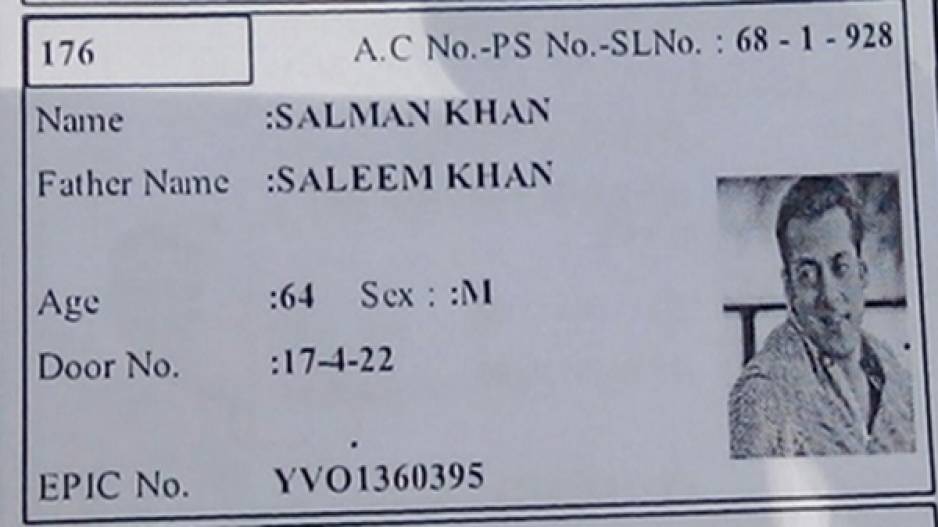 176 A.C No.-PS No.-SLNo. : 68 - 1 - 928
Name :SALMAN KHAN
Father Name :SALEEM KHAN
Age :64 Sex : :M
Door No. :17-4-22
EPIC No. YVO1360395